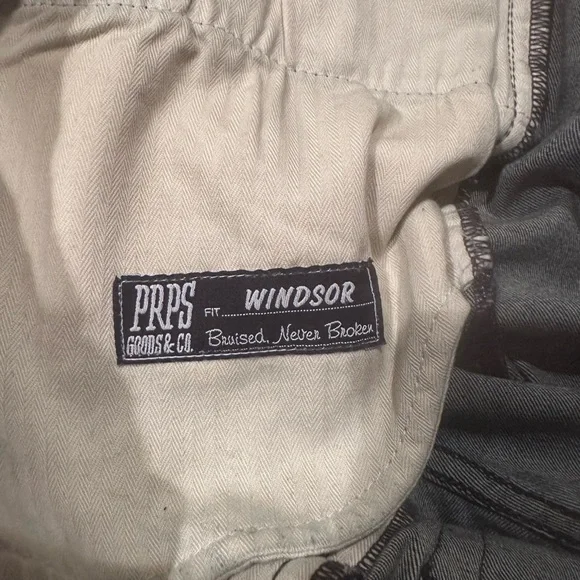 PRPS
GOODS & CO.
FIT WINDSOR
Bruised, Never Broken